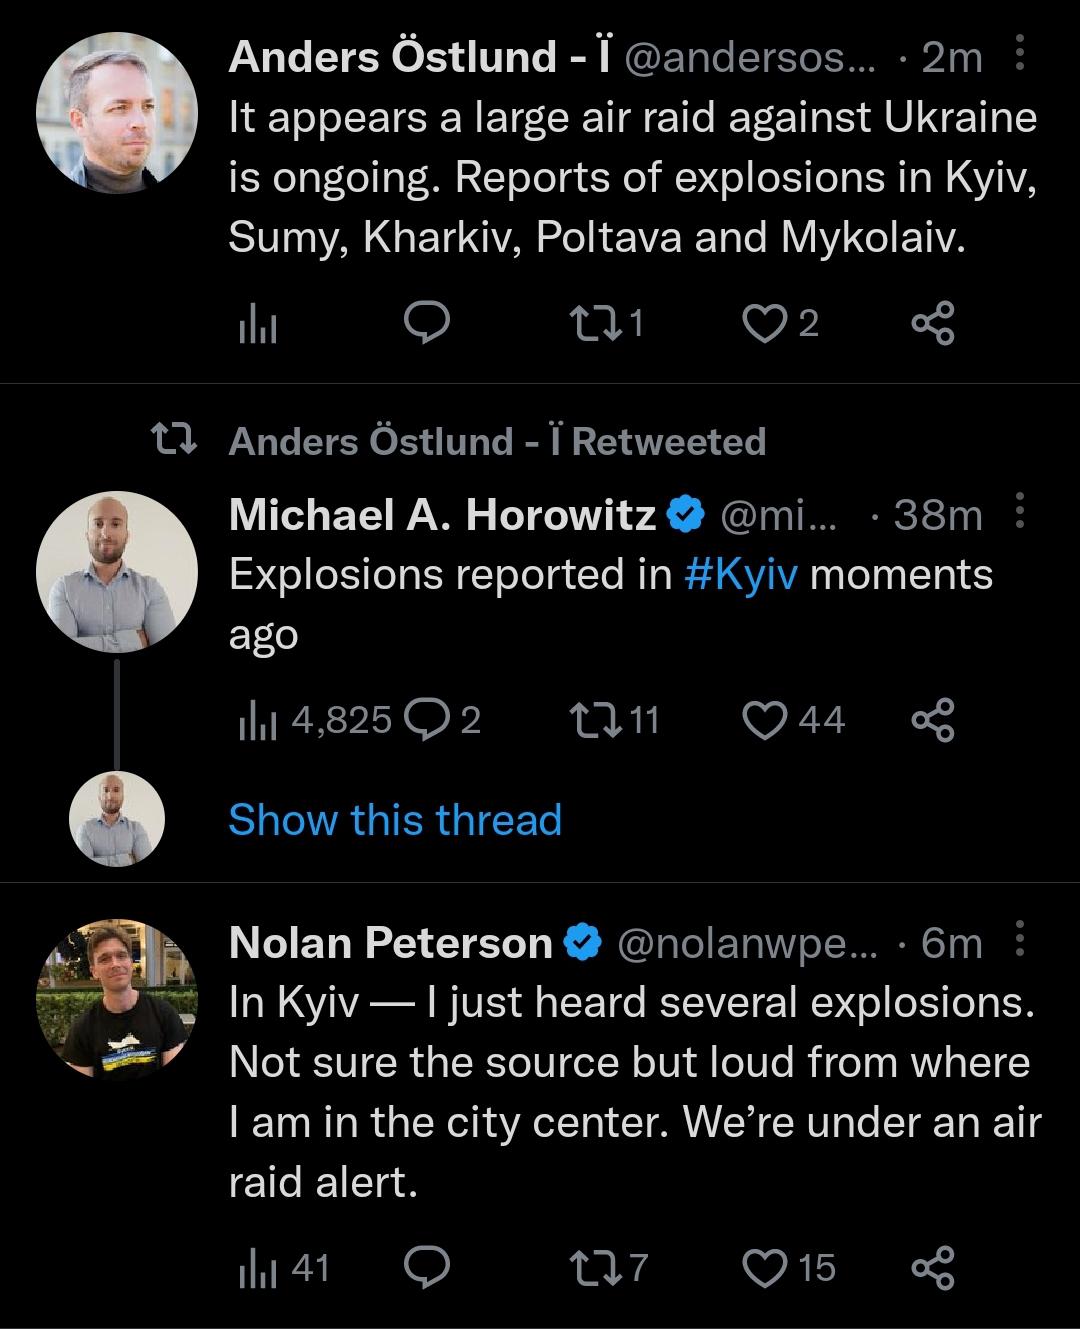 Anders Östlund - Ï @andersos... · 2m
It appears a large air raid against Ukraine
is ongoing. Reports of explosions in Kyiv,
Sumy, Kharkiv, Poltava and Mykolaiv.
1 2
Anders Östlund - Ï Retweeted
Michael A. Horowitz @mi... · 38m
Explosions reported in #Kyiv moments
ago
4,825 2 11 44
Show this thread
Nolan Peterson @nolanwpe... · 6m
In Kyiv — I just heard several explosions.
Not sure the source but loud from where
I am in the city center. We’re under an air
raid alert.
41 7 15